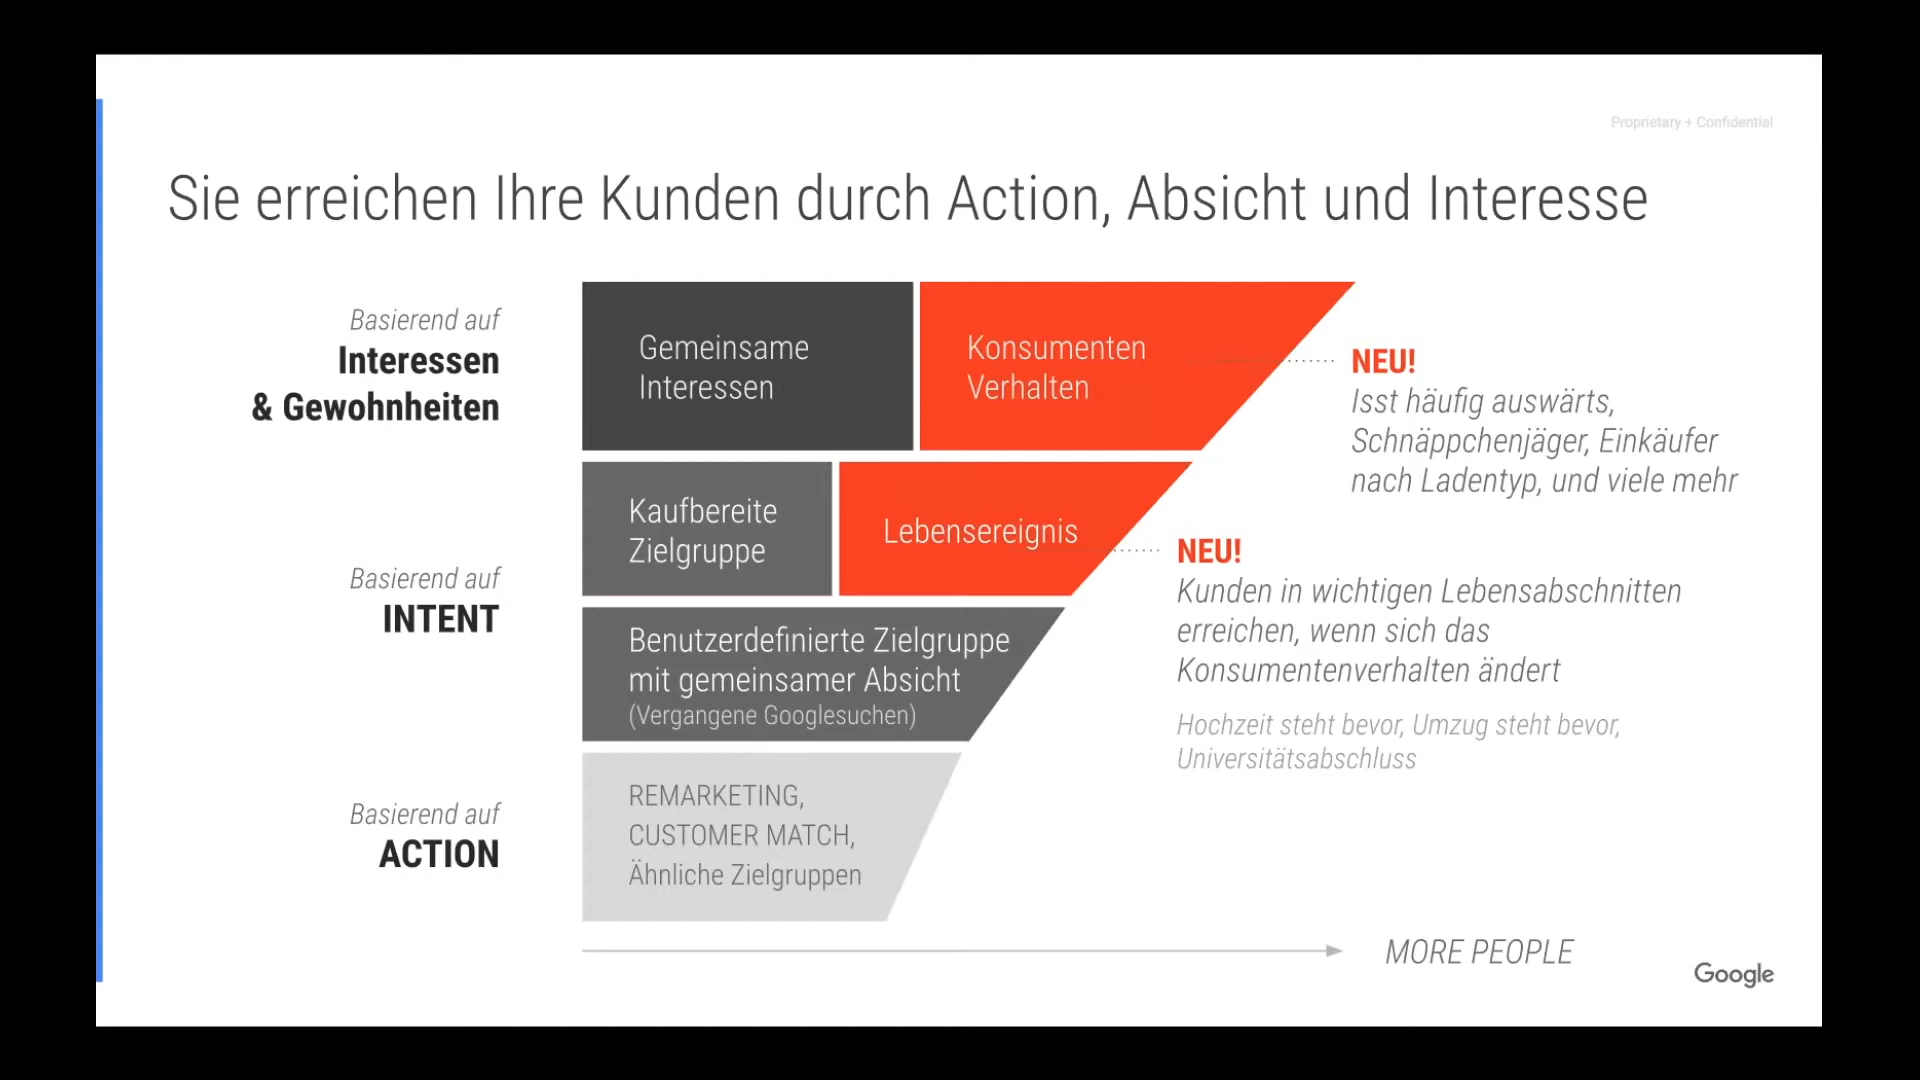 Proprietary + Confidential
Sie erreichen Ihre Kunden durch Action, Absicht und Interesse
Basierend auf
Interessen
& Gewohnheiten
Gemeinsame
Interessen
Konsumenten
Verhalten
NEU!
Isst häufig auswärts,
Schnäppchenjäger, Einkäufer
nach Ladentyp, und viele mehr
Basierend auf
INTENT
Kaufbereite
Zielgruppe
Lebensereignis
NEU!
Kunden in wichtigen Lebensabschnitten
erreichen, wenn sich das
Konsumentenverhalten ändert
Hochzeit steht bevor, Umzug steht bevor,
Universitätsabschluss
Benutzerdefinierte Zielgruppe
mit gemeinsamer Absicht
(Vergangene Googlesuchen)
Basierend auf
ACTION
REMARKETING,
CUSTOMER MATCH,
Ähnliche Zielgruppen
MORE PEOPLE
Google